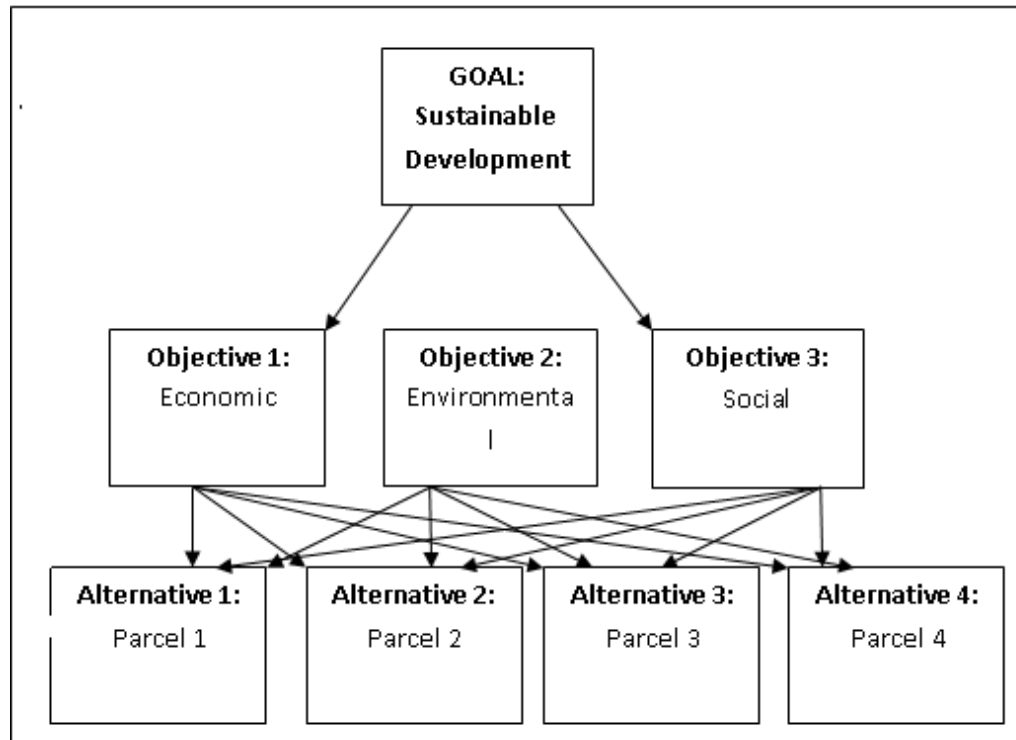 GOAL:
Sustainable
Development
Objective 1:
Economic
Objective 2:
Environmenta
l
Objective 3:
Social
Alternative 1:
Parcel 1
Alternative 2:
Parcel 2
Alternative 3:
Parcel 3
Alternative 4:
Parcel 4